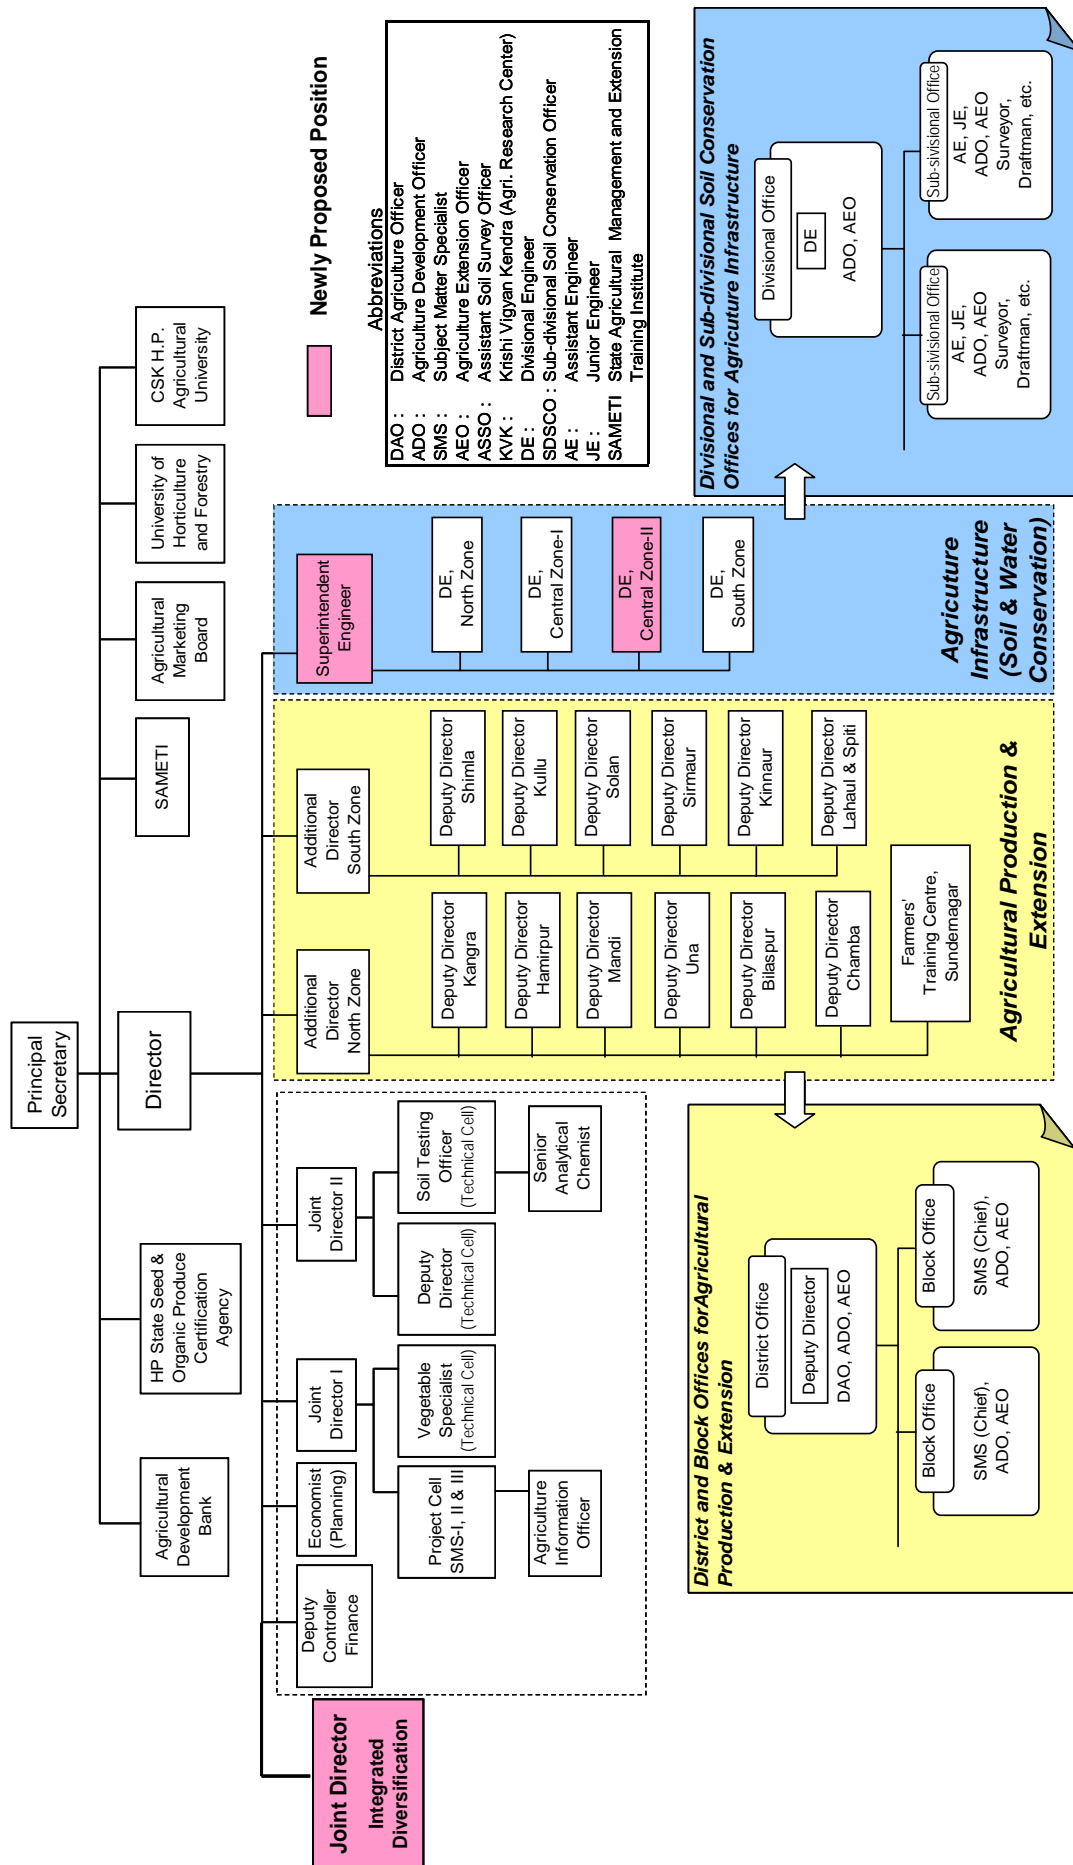 Principal
Secretary
Director
Agricultural
Development
Bank
HP State Seed &
Organic Produce
Certification
Agency
SAMETI
Agricultural
Marketing
Board
University of
Horticulture
and Forestry
CSK H.P.
Agricultural
University
Joint Director
Integrated
Diversification
Deputy
Controller
Finance
Economist
(Planning)
Joint
Director I
Joint
Director II
Project Cell
SMS-I, II & III
Vegetable
Specialist
(Technical Cell)
Deputy
Director
(Technical Cell)
Soil Testing
Officer
(Technical Cell)
Agriculture
Information
Officer
Senior
Analytical
Chemist
Additional
Director
North Zone
Deputy Director
Kangra
Deputy Director
Hamirpur
Deputy Director
Mandi
Deputy Director
Una
Deputy Director
Bilaspur
Deputy Director
Chamba
Farmers'
Training Centre,
Sundernagar
Additional
Director
South Zone
Deputy Director
Shimla
Deputy Director
Kullu
Deputy Director
Solan
Deputy Director
Sirmaur
Deputy Director
Kinnaur
Deputy Director
Lahaul & Spiti
Agricultural Production &
Extension
Superintendent
Engineer
DE,
North Zone
DE,
Central Zone-I
DE,
Central Zone-II
DE,
South Zone
Agricuture
Infrastructure
(Soil & Water
Conservation)
Newly Proposed Position
Abbreviations
DAO : District Agriculture Officer
ADO : Agriculture Development Officer
SMS : Subject Matter Specialist
AEO : Agriculture Extension Officer
ASSO : Assistant Soil Survey Officer
KVK : Krishi Vigyan Kendra (Agri. Research Center)
DE : Divisional Engineer
SDSCO : Sub-divisional Soil Conservation Officer
AE : Assistant Engineer
JE : Junior Engineer
SAMETI State Agricultural Management and Extension
Training Institute
District and Block Offices forAgricultural
Production & Extension
District Office
Deputy Director
DAO, ADO, AEO
Block Office
SMS (Chief),
ADO, AEO
Block Office
SMS (Chief),
ADO, AEO
Divisional and Sub-divisional Soil Conservation
Offices for Agricuture Infrastructure
Divisional Office
DE
ADO, AEO
Sub-sivisional Office
AE, JE,
ADO, AEO
Surveyor,
Draftman, etc.
Sub-sivisional Office
AE, JE,
ADO, AEO
Surveyor,
Draftman, etc.